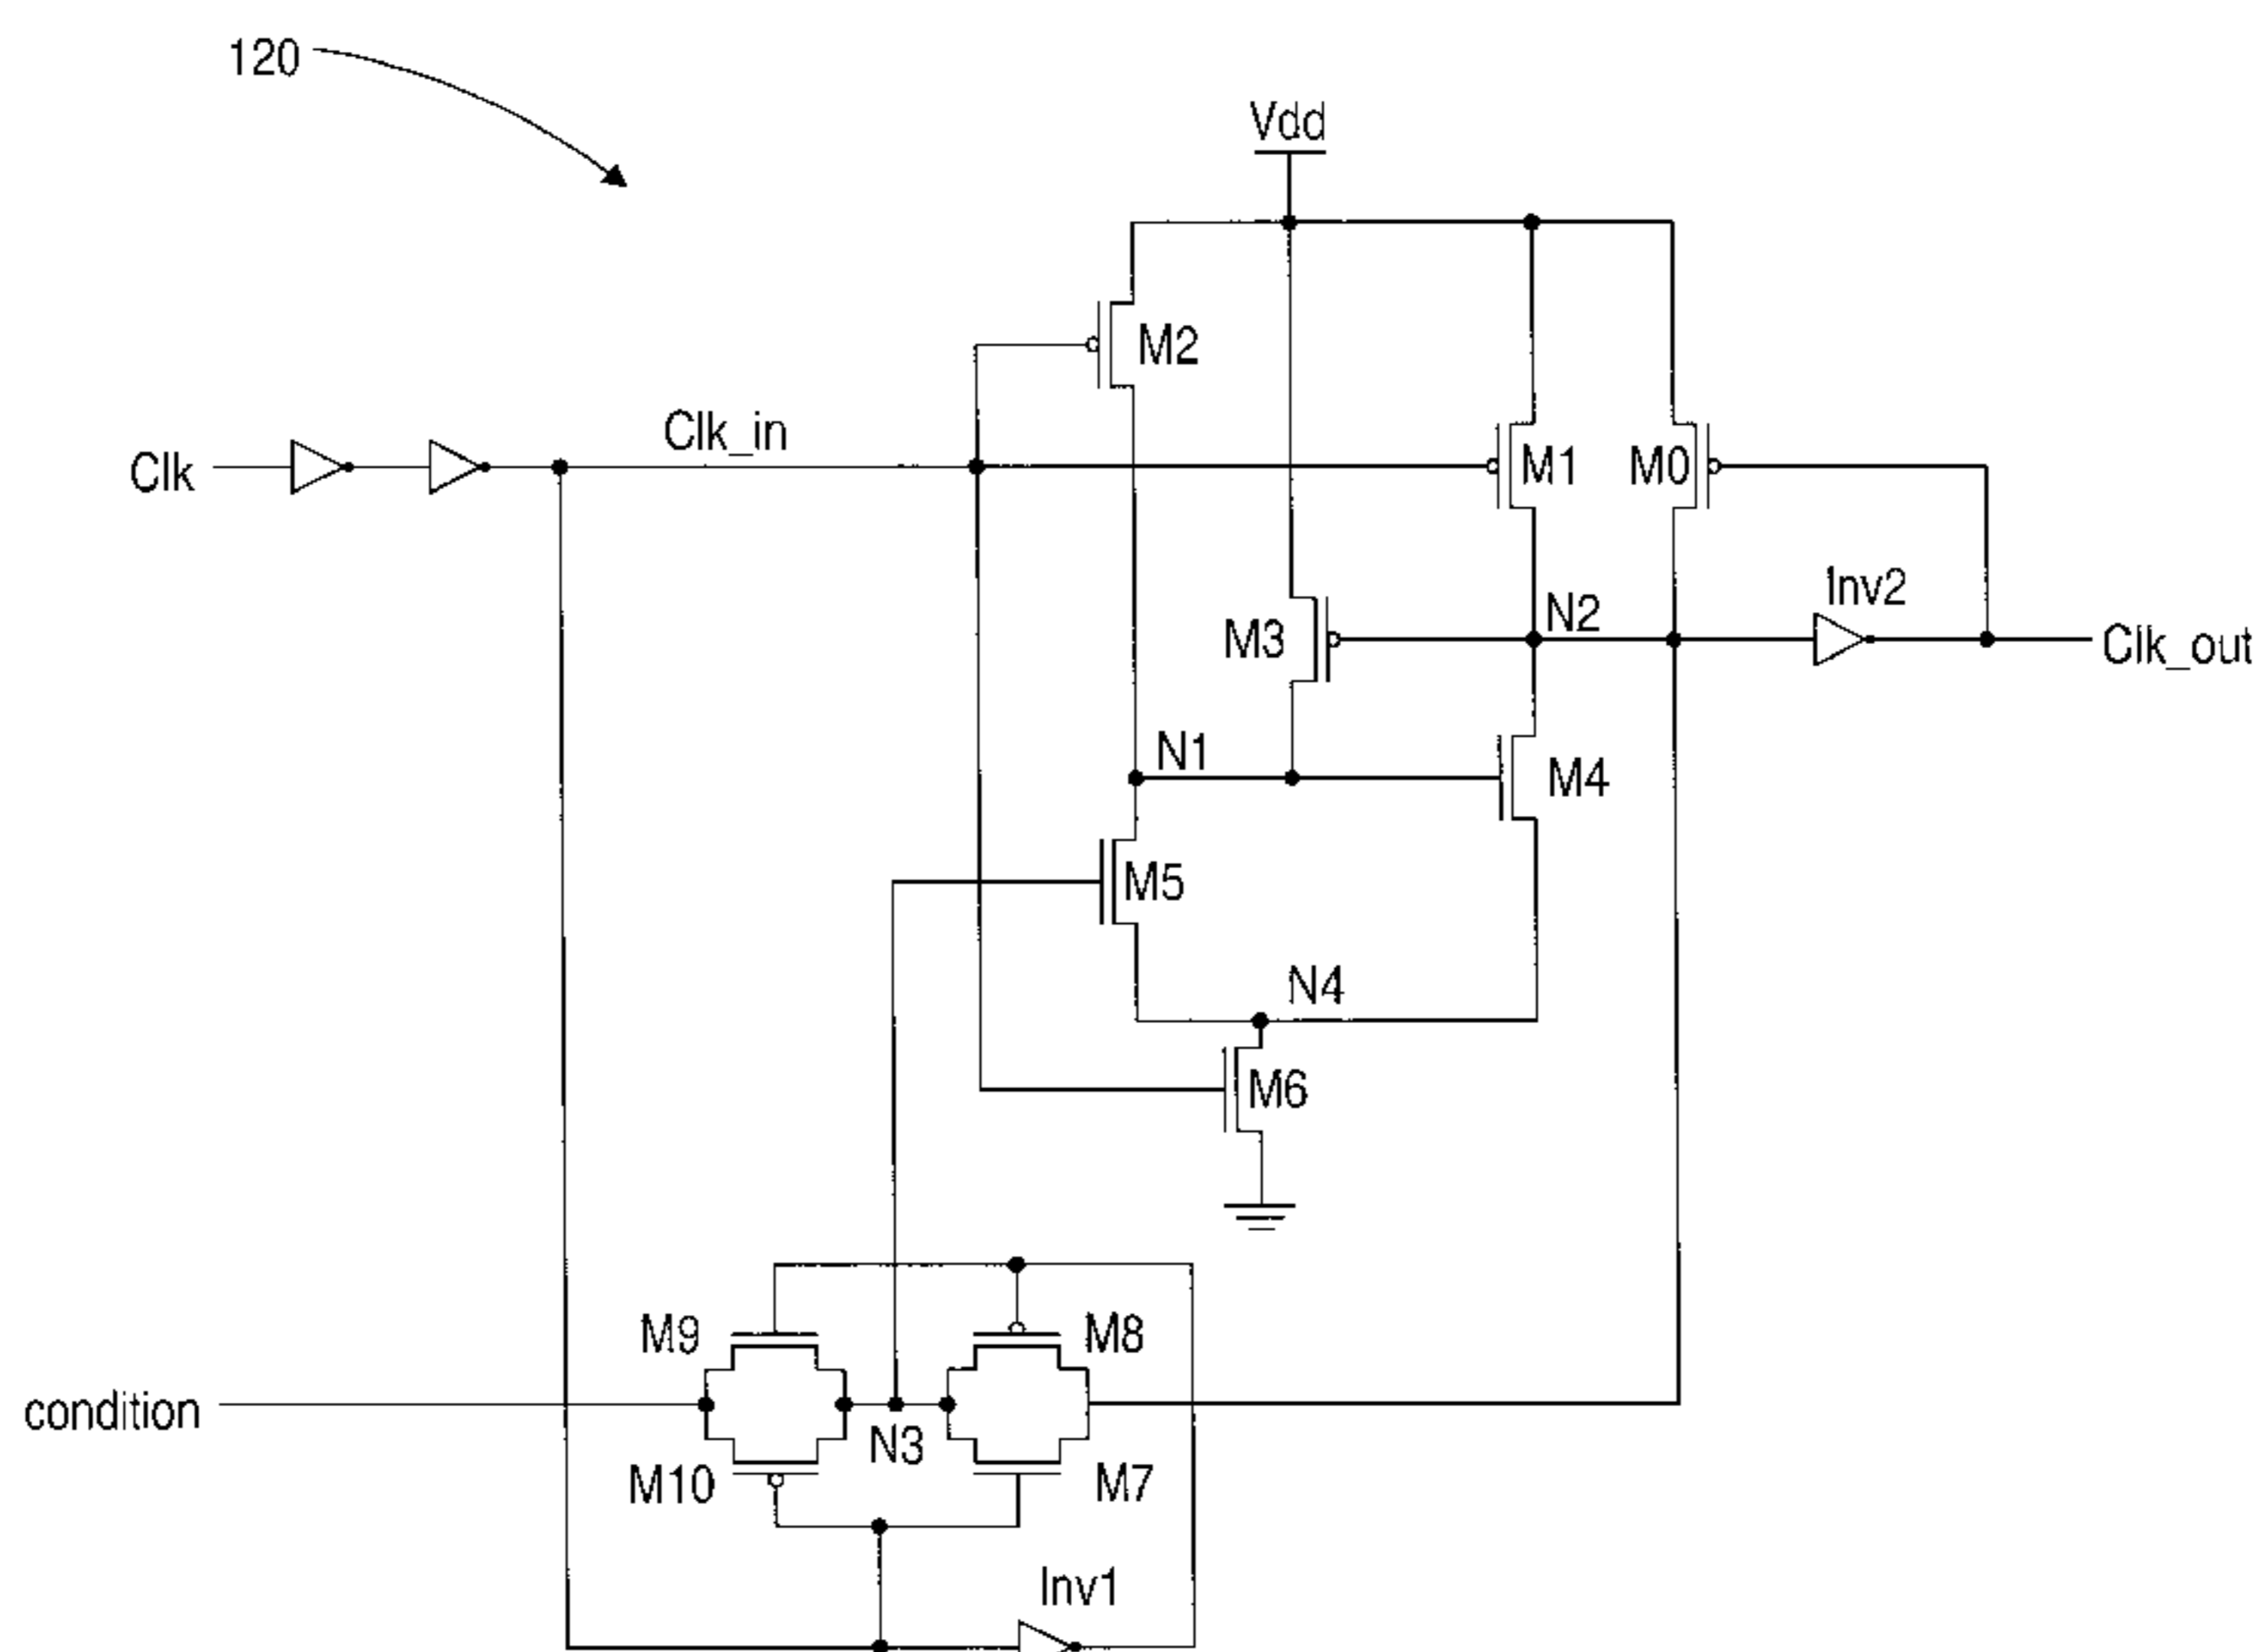 120
Vdd
M2
Clk
Clk_in
M1
M0
Inv2
M3
N2
Clk_out
N1
M4
M5
N4
M6
M9
M8
condition
N3
M10
M7
Inv1